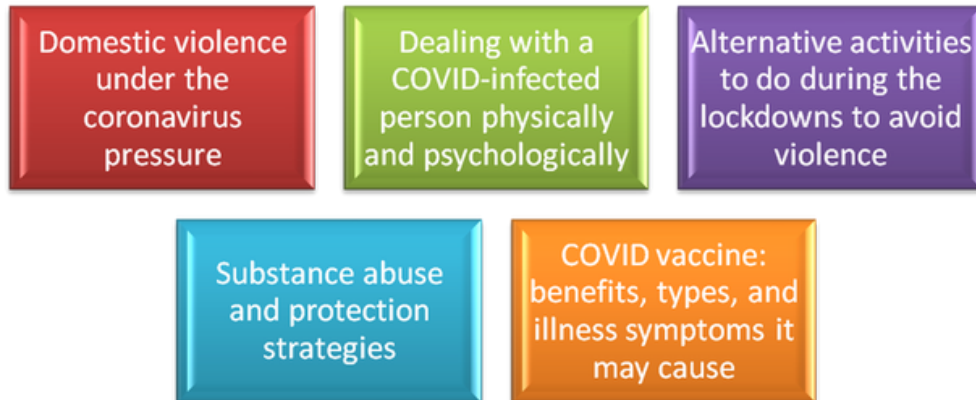 Domestic violence
under the
coronavirus
pressure
Dealing with a
COVID-infected
person physically
and psychologically
Alternative activities
to do during the
lockdowns to avoid
violence
Substance abuse
and protection
strategies
COVID vaccine:
benefits, types, and
illness symptoms it
may cause